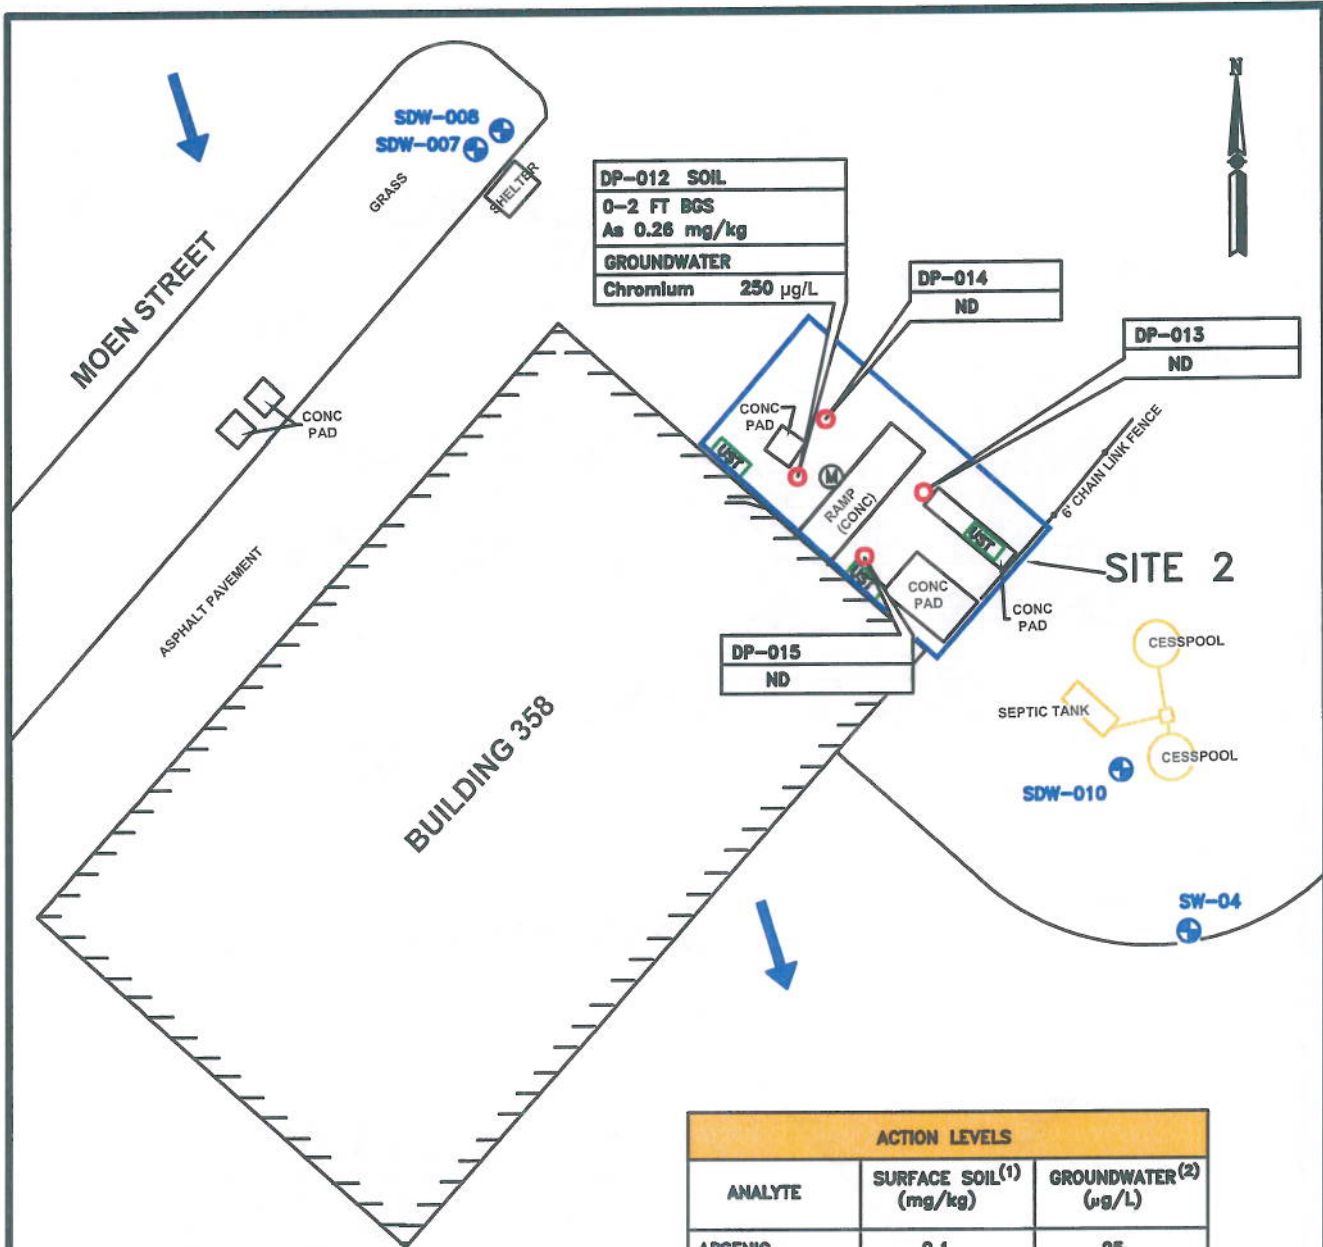 N
SDW-008
SDW-007
GRASS
SHELTER
MOEN STREET
DP-012 SOIL
0-2 FT BGS
As 0.26 mg/kg
GROUNDWATER
Chromium 250 µg/L
DP-014
ND
DP-013
ND
CONC
PAD
CONC
PAD
UST
M
RAMP
(CONC)
6' CHAIN LINK FENCE
UST
SITE 2
UST
CONC
PAD
CONC
PAD
ASPHALT PAVEMENT
DP-015
ND
CESSPOOL
SEPTIC TANK
CESSPOOL
BUILDING 358
SDW-010
SW-04
ACTION LEVELS
ANALYTE
SURFACE SOIL(1)
(mg/kg)
GROUNDWATER(2)
(µg/L)